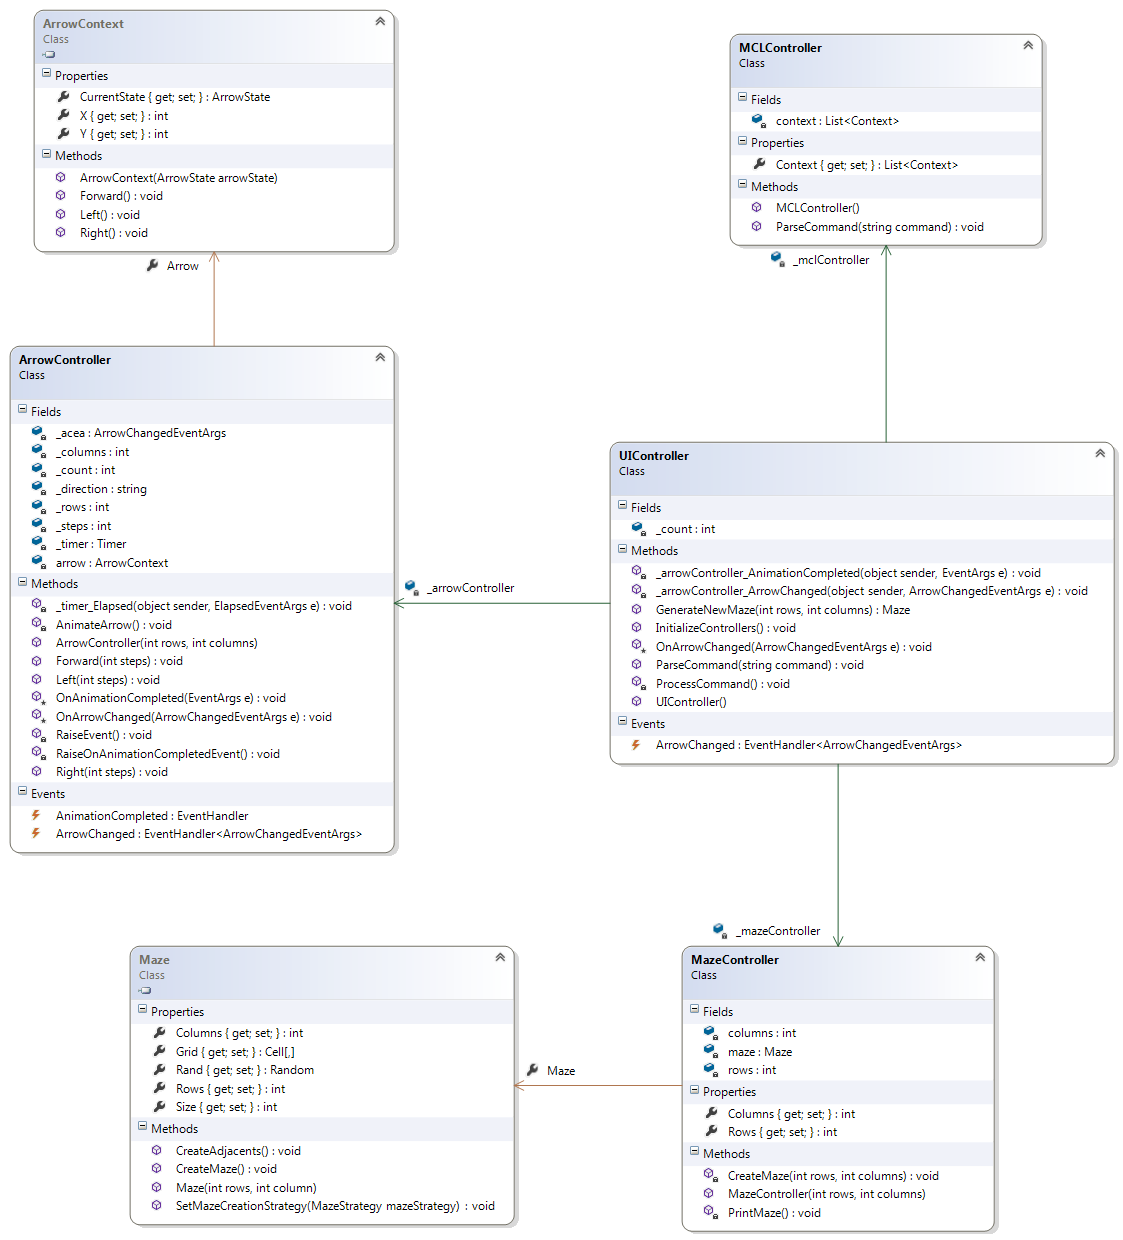 ArrowContext
Class
Properties
CurrentState { get; set; } : ArrowState
X { get; set; } : int
Y { get; set; } : int
Methods
ArrowContext(ArrowState arrowState)
Forward() : void
Left() : void
Right() : void
Arrow
MCLController
Class
Fields
context : List<Context>
Properties
Context { get; set; } : List<Context>
Methods
MCLController()
ParseCommand(string command) : void
_mclController
ArrowController
Class
Fields
_acea : ArrowChangedEventArgs
_columns : int
_count : int
_direction : string
_rows : int
_steps : int
_timer : Timer
arrow : ArrowContext
Methods
_timer_Elapsed(object sender, ElapsedEventArgs e) : void
AnimateArrow() : void
ArrowController(int rows, int columns)
Forward(int steps) : void
Left(int steps) : void
OnAnimationCompleted(EventArgs e) : void
OnArrowChanged(ArrowChangedEventArgs e) : void
RaiseEvent() : void
RaiseOnAnimationCompletedEvent() : void
Right(int steps) : void
Events
AnimationCompleted : EventHandler
ArrowChanged : EventHandler<ArrowChangedEventArgs>
_arrowController
UIController
Class
Fields
_count : int
Methods
_arrowController_AnimationCompleted(object sender, EventArgs e) : void
_arrowController_ArrowChanged(object sender, ArrowChangedEventArgs e) : void
GenerateNewMaze(int rows, int columns) : Maze
InitializeControllers() : void
OnArrowChanged(ArrowChangedEventArgs e) : void
ParseCommand(string command) : void
ProcessCommand() : void
UIController()
Events
ArrowChanged : EventHandler<ArrowChangedEventArgs>
_mazeController
Maze
Class
Properties
Columns { get; set; } : int
Grid { get; set; } : Cell[,]
Rand { get; set; } : Random
Rows { get; set; } : int
Size { get; set; } : int
Methods
CreateAdjacents() : void
CreateMaze() : void
Maze(int rows, int column)
SetMazeCreationStrategy(MazeStrategy mazeStrategy) : void
Maze
MazeController
Class
Fields
columns : int
maze : Maze
rows : int
Properties
Columns { get; set; } : int
Rows { get; set; } : int
Methods
CreateMaze(int rows, int columns) : void
MazeController(int rows, int columns)
PrintMaze() : void